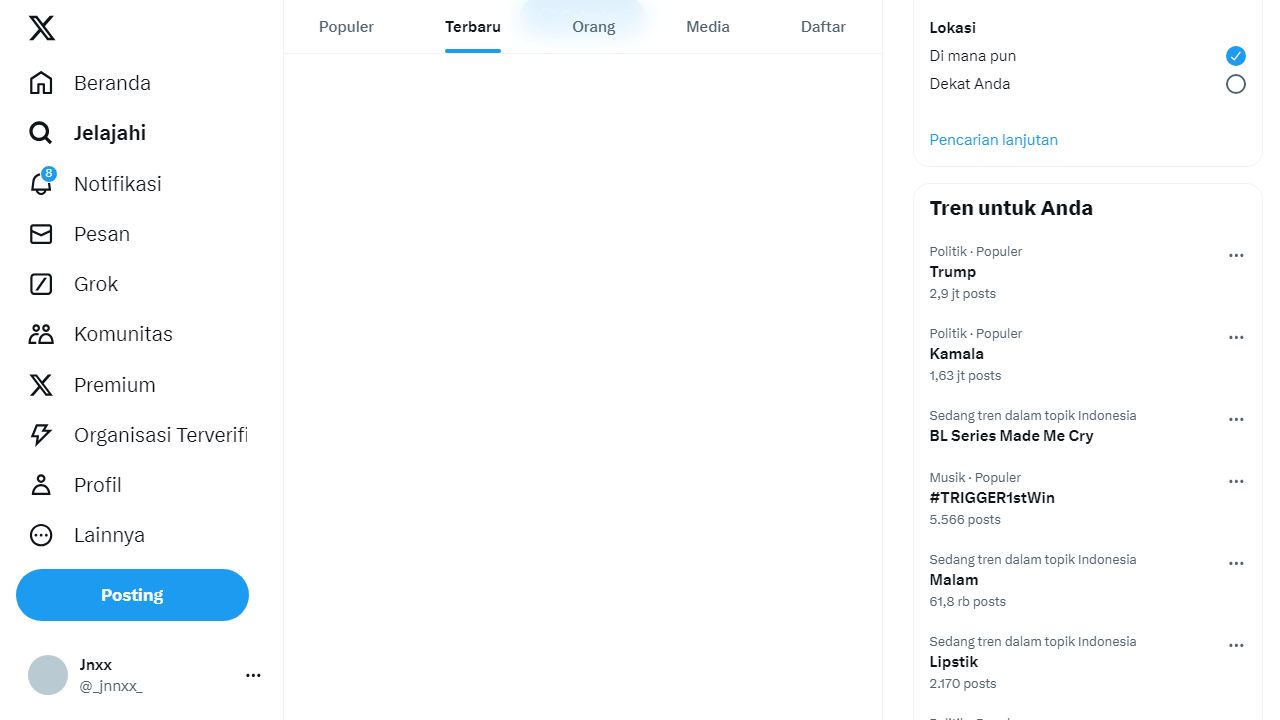 Beranda
Jelajahi
8
Notifikasi
Pesan
Grok
Komunitas
Premium
Organisasi Terverifi
Profil
Lainnya
Posting
Jnxx
@_jnnxx_
Populer
Terbaru
Orang
Media
Daftar
Lokasi
Di mana pun
Dekat Anda
Pencarian lanjutan
Tren untuk Anda
Politik · Populer
Trump
2,9 jt posts
Politik · Populer
Kamala
1,63 jt posts
Sedang tren dalam topik Indonesia
BL Series Made Me Cry
Musik · Populer
#TRIGGER1stWin
5.566 posts
Sedang tren dalam topik Indonesia
Malam
61,8 rb posts
Sedang tren dalam topik Indonesia
Lipstik
2.170 posts